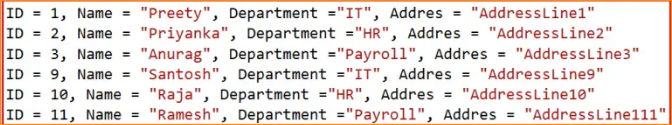 ID = 1, Name = "Preety", Department ="IT", Addres = "AddressLine1"
ID = 2, Name = "Priyanka", Department ="HR", Addres = "AddressLine2"
ID = 3, Name = "Anurag", Department ="Payroll", Addres = "AddressLine3"
ID = 9, Name = "Santosh", Department ="IT", Addres = "AddressLine9"
ID = 10, Name = "Raja", Department ="HR", Addres = "AddressLine10"
ID = 11, Name = "Ramesh", Department ="Payroll", Addres = "AddressLine111"